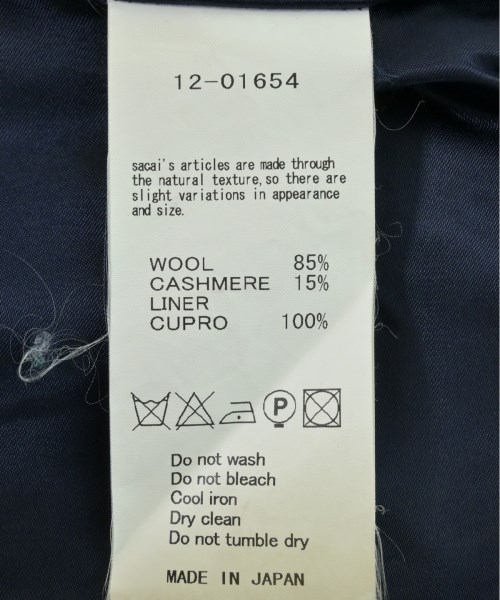 12-01654
sacai's articles are made through
the natural texture, so there are
slight variations in appearance
and size.
WOOL 85%
CASHMERE 15%
LINER
CUPRO 100%
P
Do not wash
Do not bleach
Cool iron
Dry clean
Do not tumble dry
MADE IN JAPAN